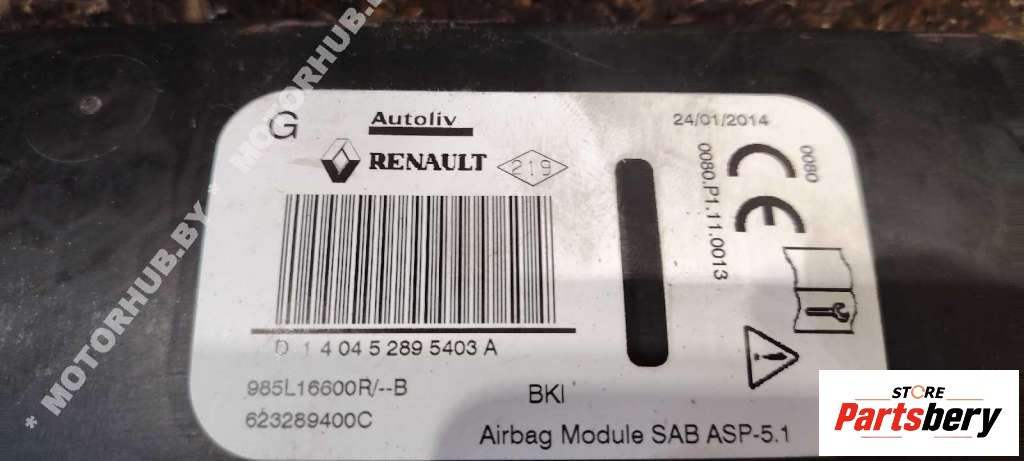 * MOTORHUB.BY
* MOTORHUB.BY
G
Autoliv
RENAULT
219
24/01/2014
0080
0080.P1.11.0013
CE
D 1 4 04 5 289 5403 A
985L16600R/--B
623289400C
BKI
Airbag Module SAB ASP-5.1
STORE
Partsbery